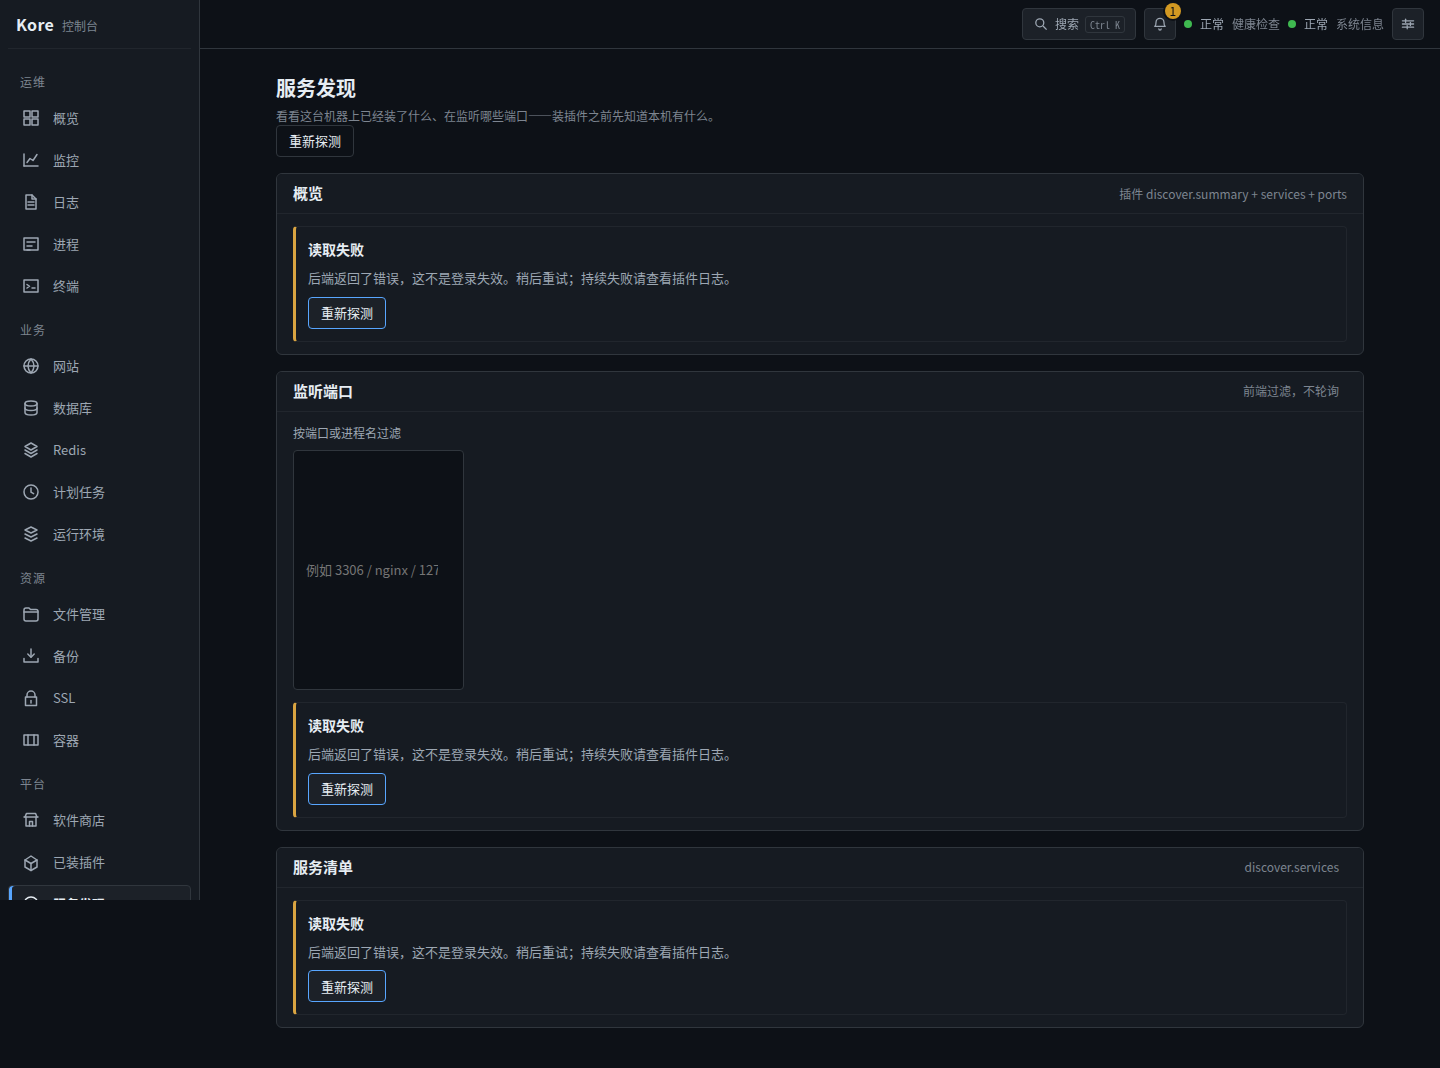 Kore 控制台
搜索 Ctrl K
1
正常 健康检查
正常 系统信息
运维
概览
监控
日志
进程
终端
业务
网站
数据库
Redis
计划任务
运行环境
资源
文件管理
备份
SSL
容器
平台
软件商店
已装插件
服务发现
看看这台机器上已经装了什么、在监听哪些端口——装插件之前先知道本机有什么。
重新探测
概览
插件 discover.summary + services + ports
读取失败
后端返回了错误，这不是登录失效。稍后重试；持续失败请查看插件日志。
重新探测
监听端口
前端过滤，不轮询
按端口或进程名过滤
例如 3306 / nginx / 127
读取失败
后端返回了错误，这不是登录失效。稍后重试；持续失败请查看插件日志。
重新探测
服务清单
discover.services
读取失败
后端返回了错误，这不是登录失效。稍后重试；持续失败请查看插件日志。
重新探测